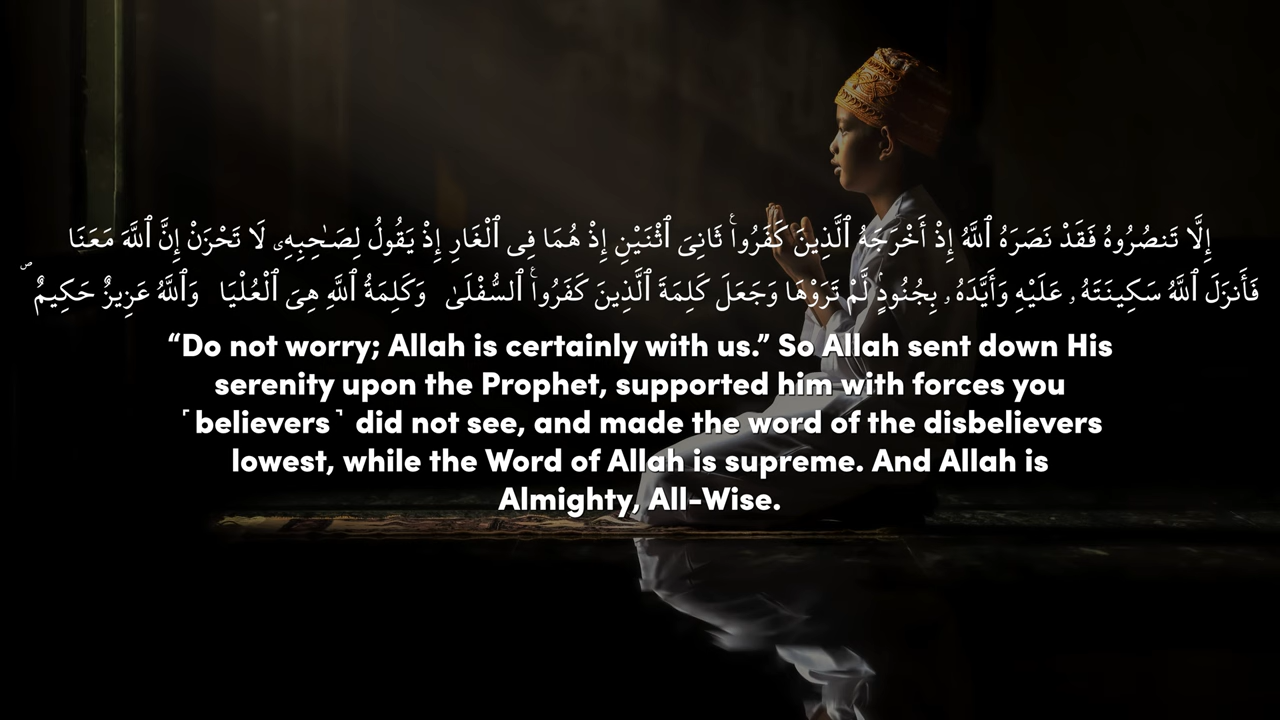 إِلَّا تَنصُرُوهُ فَقَدْ نَصَرَهُ ٱللَّهُ إِذْ أَخْرَجَهُ ٱلَّذِينَ كَفَرُوا۟ ثَانِىَ ٱثْنَيْنِ إِذْ هُمَا فِى ٱلْغَارِ إِذْ يَقُولُ لِصَـٰحِبِهِۦ لَا تَحْزَنْ إِنَّ ٱللَّهَ مَعَنَا ۖ
فَأَنزَلَ ٱللَّهُ سَكِينَتَهُۥ عَلَيْهِ وَأَيَّدَهُۥ بِجُنُودٍ لَّمْ تَرَوْهَا وَجَعَلَ كَلِمَةَ ٱلَّذِينَ كَفَرُوا۟ ٱلسُّفْلَىٰ وَكَلِمَةُ ٱللَّهِ هِىَ ٱلْعُلْيَا وَٱللَّهُ عَزِيزٌ حَكِيمٌ
“Do not worry; Allah is certainly with us.” So Allah sent down His
serenity upon the Prophet, supported him with forces you
˹believers˺ did not see, and made the word of the disbelievers
lowest, while the Word of Allah is supreme. And Allah is
Almighty, All-Wise.